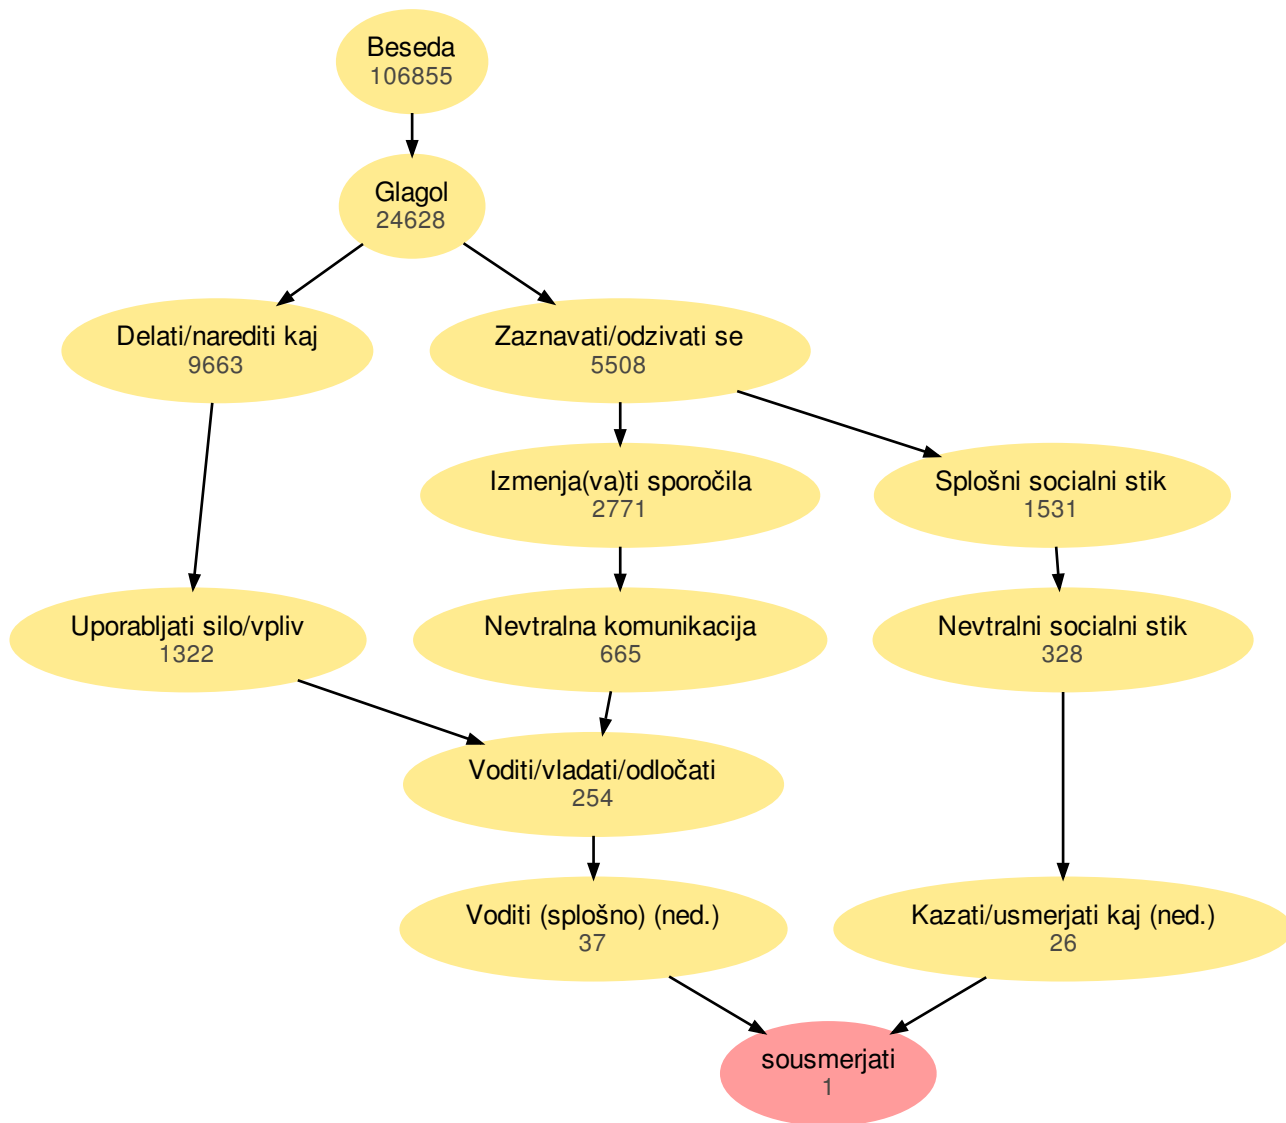 Beseda
106855
Glagol
24628
Delati/narediti kaj
9663
Zaznavati/odzivati se
5508
Izmenja(va)ti sporočila
2771
Splošni socialni stik
1531
Uporabljati silo/vpliv
1322
Nevtralna komunikacija
665
Nevtralni socialni stik
328
Voditi/vladati/odločati
254
Voditi (splošno) (ned.)
37
Kazati/usmerjati kaj (ned.)
26
sousmerjati
1